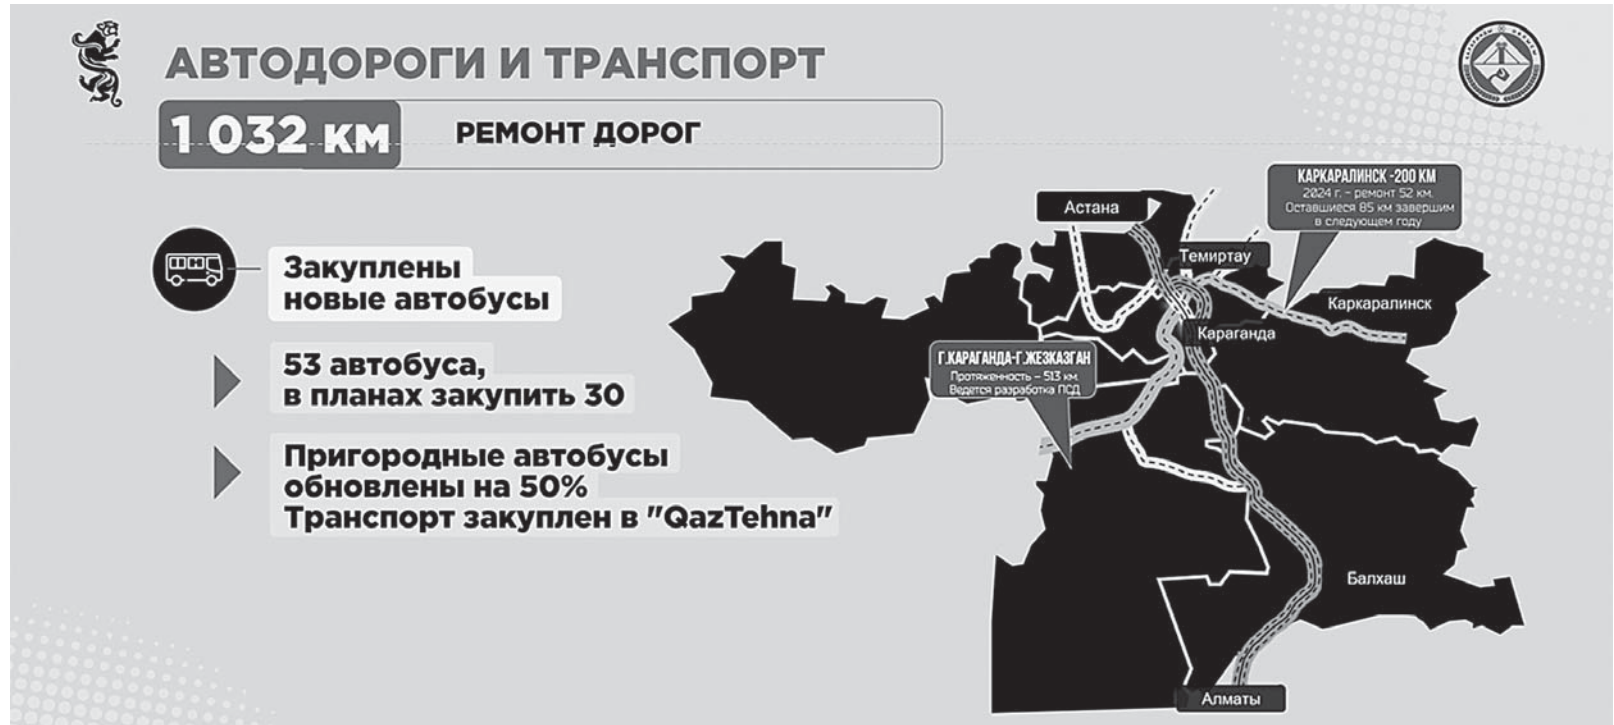 АВТОДОРОГИ И ТРАНСПОРТ
1 032 КМ
РЕМОНТ ДОРОГ
Закуплены
новые автобусы
53 автобуса,
в планах закупить 30
Пригородные автобусы
обновлены на 50%
Транспорт закуплен в "QazTehna"
КАРКАРАЛИНСК -200 КМ
2024 г. - ремонт 52 км.
Оставшиеся 85 км завершим
в следующем году
Астана
Темиртау
Каркаралинск
Караганда
Г.КАРАГАНДА-Г.ЖЕЗКАЗГАН
Протяженность – 513 км.
Ведется разработка ПСД
Балхаш
Алматы